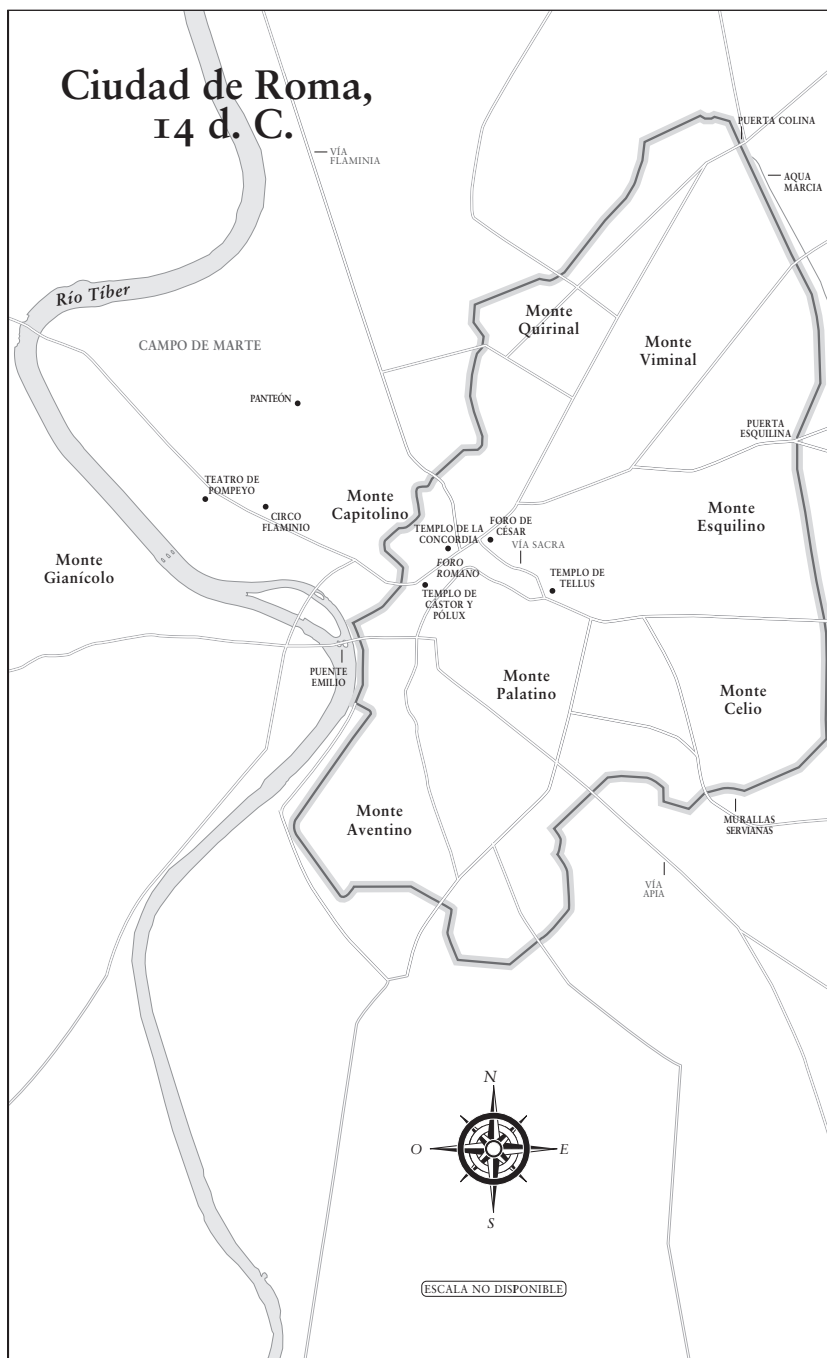 Ciudad de Roma,
14 d. C.
VÍA
FLAMINIA
PUERTA COLINA
AQUA
MARCIA
Río Tíber
Monte
Quirinal
CAMPO DE MARTE
Monte
Viminal
PANTEÓN
PUERTA
ESQUILINA
TEATRO DE
POMPEYO
CIRCO
FLAMINIO
Monte
Capitolino
TEMPLO DE LA
CONCORDIA
FORO DE
CÉSAR
VÍA SACRA
Monte
Esquilino
Monte
Gianícolo
FORO
ROMANO
TEMPLO DE
TELLUS
TEMPLO DE
CÁSTOR Y
PÓLUX
PUENTE
EMILIO
Monte
Palatino
Monte
Celio
Monte
Aventino
MURALLAS
SERVIANAS
VÍA
APIA
N
O
E
S
ESCALA NO DISPONIBLE